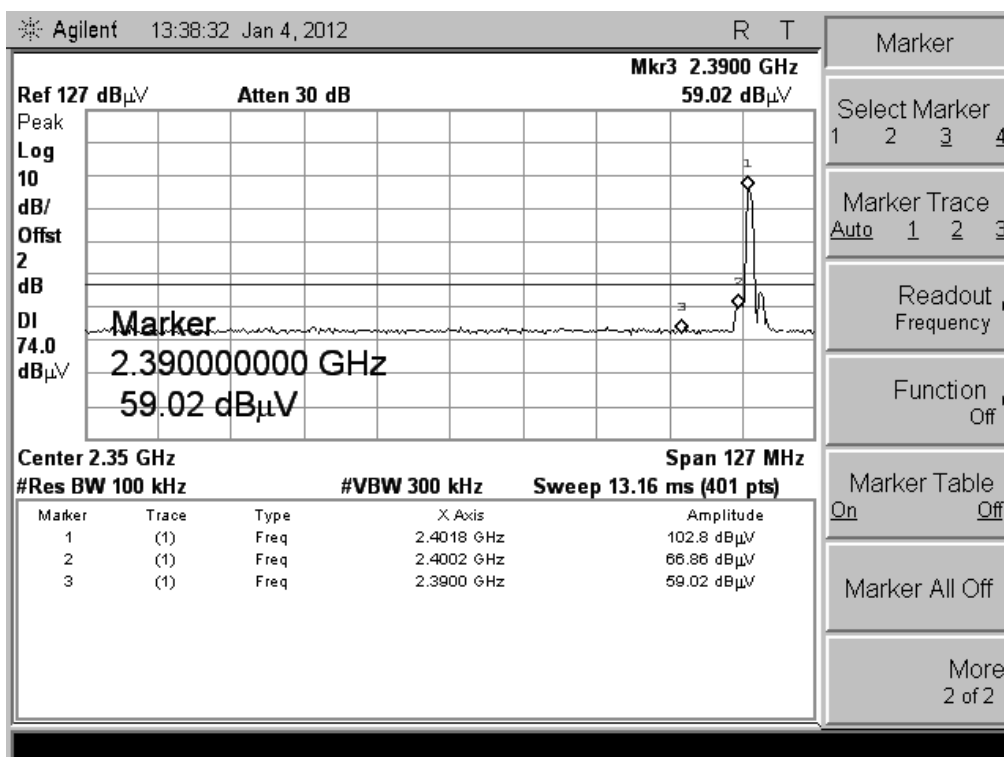 Agilent 13:38:32 Jan 4, 2012 R T
Mkr3 2.3900 GHz
Ref 127 dBµV Atten 30 dB 59.02 dBµV
Peak
Log
10
dB/
Offst
2
dB
DI
74.0
dBµV
1
2
3
Marker
2.390000000 GHz
59.02 dBµV
Center 2.35 GHz Span 127 MHz
#Res BW 100 kHz #VBW 300 kHz Sweep 13.16 ms (401 pts)
Marker Trace Type X Axis Amplitude
1 (1) Freq 2.4018 GHz 102.8 dBµV
2 (1) Freq 2.4002 GHz 66.86 dBµV
3 (1) Freq 2.3900 GHz 59.02 dBµV
Marker
Select Marker
1 2 3 4
Marker Trace
Auto 1 2 3
Readout
Frequency
Function
Off
Marker Table
On Off
Marker All Off
More
2 of 2